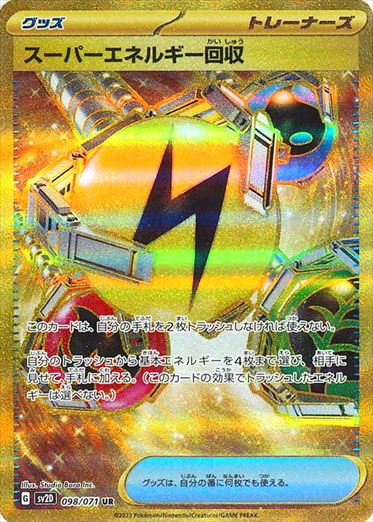 グッズ
トレーナーズ
かいしゅう
スーパーエネルギー回収
このカードは、自分の手札を2枚トラッシュしなければ使えない。
自分のトラッシュから基本エネルギーを4枚まで選び、相手に
見せて、手札に加える。（このカードの効果でトラッシュしたエネル
ギーは選べない。）
Illus. Studio Bora Inc.
G sv2D 098/071 UR
グッズは、自分の番に何枚でも使える。
©2023 Pokémon/Nintendo/Creatures/GAME FREAK.